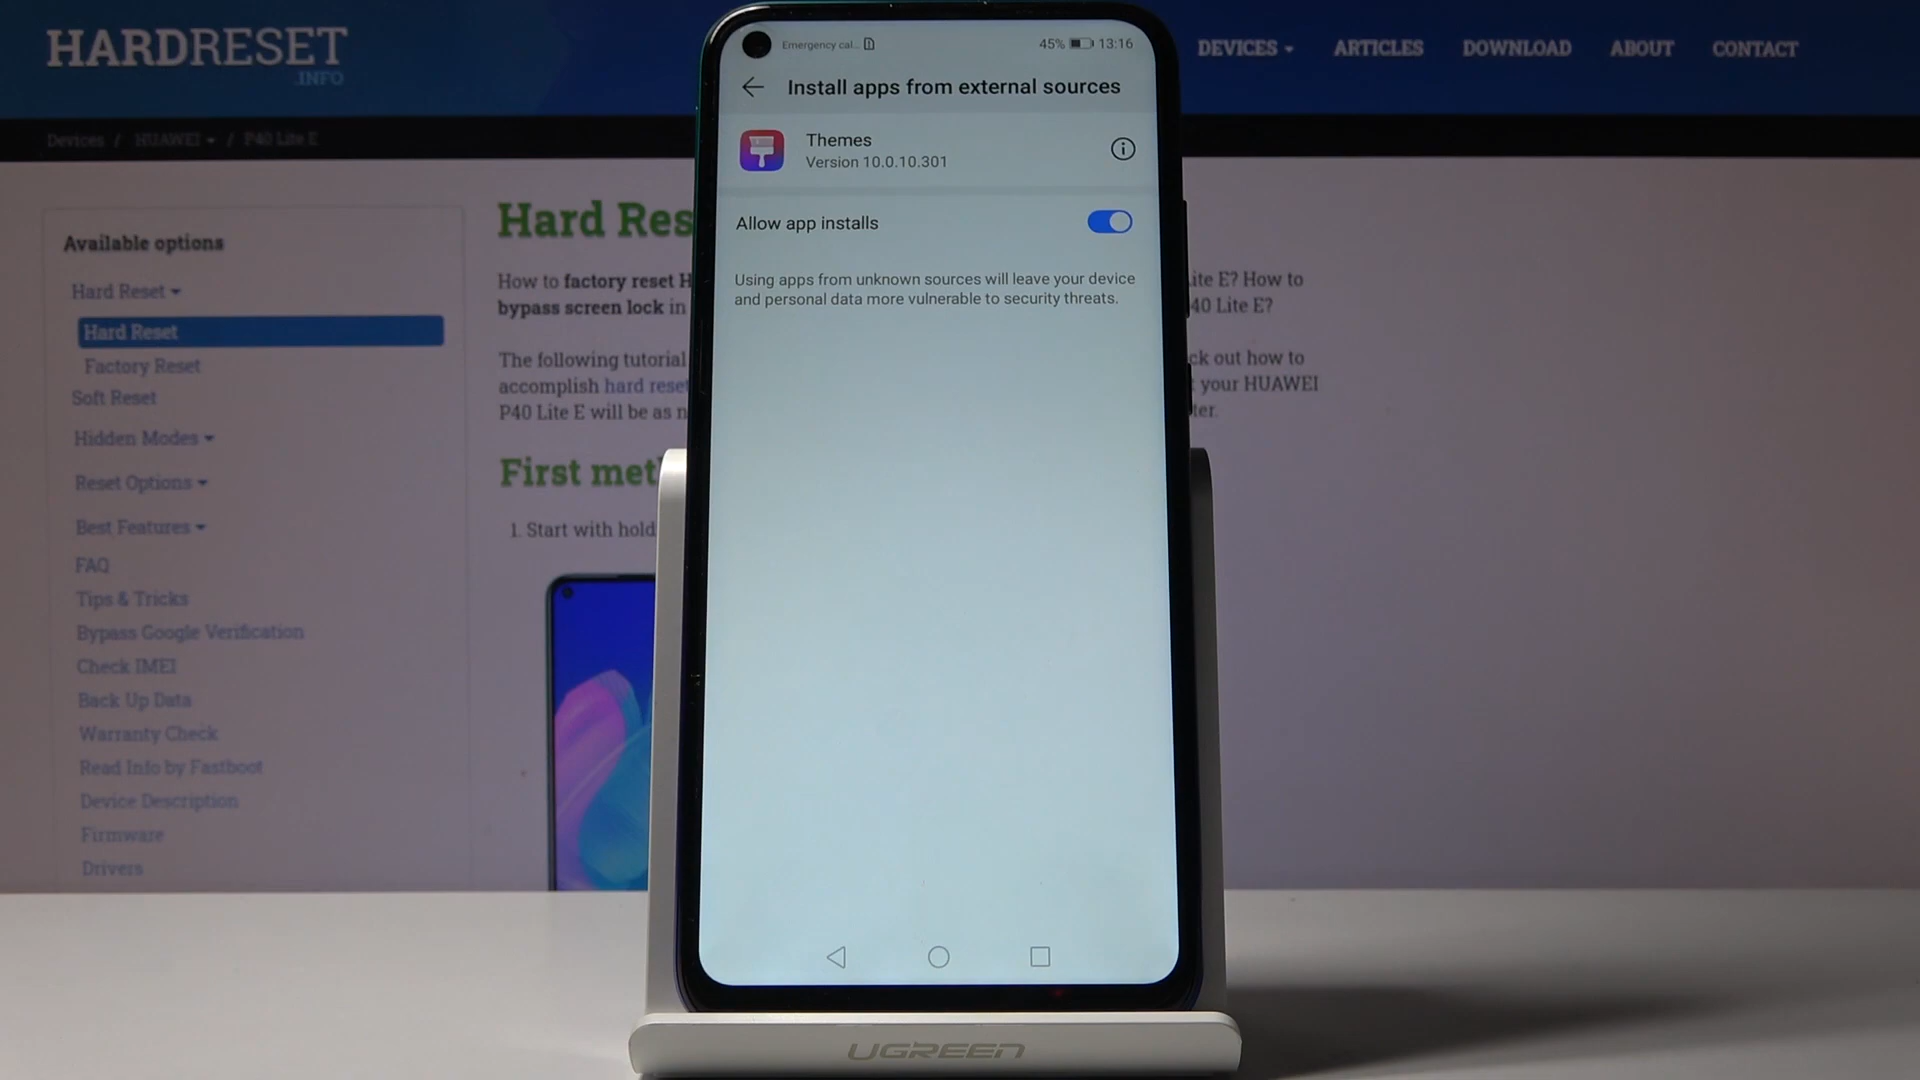 HARDRESET
.INFO
DEVICES
ARTICLES
DOWNLOAD
ABOUT
CONTACT
Devices / HUAWEI / P40 Lite E
Available options
Hard Reset
Hard Reset
Factory Reset
Soft Reset
Hidden Modes
Reset Options
Best Features
FAQ
Tips & Tricks
Bypass Google Verification
Check IMEI
Back Up Data
Warranty Check
Read Info by Fastboot
Device Description
Firmware
Drivers
Hard Res
How to factory reset H
bypass screen lock in
The following tutorial
accomplish hard reset
P40 Lite E will be as n
First met
1. Start with hold
Emergency cal...
45% 13:16
Install apps from external sources
Themes
Version 10.0.10.301
Allow app installs
Using apps from unknown sources will leave your device
and personal data more vulnerable to security threats.
ite E? How to
40 Lite E?
ck out how to
t your HUAWEI
ter.
UGREEN